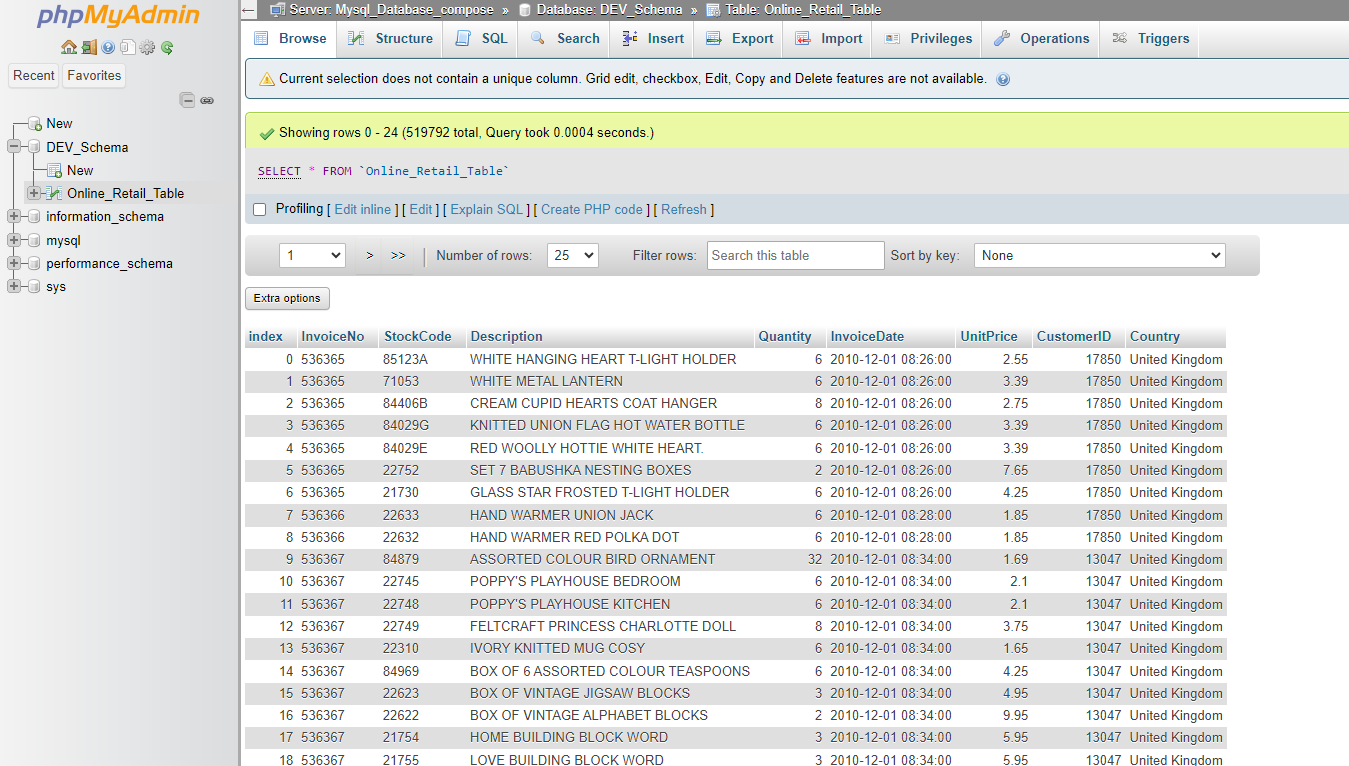 phpMyAdmin
Recent Favorites
New
DEV_Schema
New
Online_Retail_Table
information_schema
mysql
performance_schema
sys
Server: Mysql_Database_compose » Database: DEV_Schema » Table: Online_Retail_Table
Browse Structure SQL Search Insert Export Import Privileges Operations Triggers
Current selection does not contain a unique column. Grid edit, checkbox, Edit, Copy and Delete features are not available.
Showing rows 0 - 24 (519792 total, Query took 0.0004 seconds.)
SELECT * FROM `Online_Retail_Table`
Profiling [ Edit inline ] [ Edit ] [ Explain SQL ] [ Create PHP code ] [ Refresh ]
1 > >> Number of rows: 25 Filter rows: Search this table Sort by key: None
Extra options
index InvoiceNo StockCode Description Quantity InvoiceDate UnitPrice CustomerID Country
0 536365 85123A WHITE HANGING HEART T-LIGHT HOLDER 6 2010-12-01 08:26:00 2.55 17850 United Kingdom
1 536365 71053 WHITE METAL LANTERN 6 2010-12-01 08:26:00 3.39 17850 United Kingdom
2 536365 84406B CREAM CUPID HEARTS COAT HANGER 8 2010-12-01 08:26:00 2.75 17850 United Kingdom
3 536365 84029G KNITTED UNION FLAG HOT WATER BOTTLE 6 2010-12-01 08:26:00 3.39 17850 United Kingdom
4 536365 84029E RED WOOLLY HOTTIE WHITE HEART. 6 2010-12-01 08:26:00 3.39 17850 United Kingdom
5 536365 22752 SET 7 BABUSHKA NESTING BOXES 2 2010-12-01 08:26:00 7.65 17850 United Kingdom
6 536365 21730 GLASS STAR FROSTED T-LIGHT HOLDER 6 2010-12-01 08:26:00 4.25 17850 United Kingdom
7 536366 22633 HAND WARMER UNION JACK 6 2010-12-01 08:28:00 1.85 17850 United Kingdom
8 536366 22632 HAND WARMER RED POLKA DOT 6 2010-12-01 08:28:00 1.85 17850 United Kingdom
9 536367 84879 ASSORTED COLOUR BIRD ORNAMENT 32 2010-12-01 08:34:00 1.69 13047 United Kingdom
10 536367 22745 POPPY'S PLAYHOUSE BEDROOM 6 2010-12-01 08:34:00 2.1 13047 United Kingdom
11 536367 22748 POPPY'S PLAYHOUSE KITCHEN 6 2010-12-01 08:34:00 2.1 13047 United Kingdom
12 536367 22749 FELTCRAFT PRINCESS CHARLOTTE DOLL 8 2010-12-01 08:34:00 3.75 13047 United Kingdom
13 536367 22310 IVORY KNITTED MUG COSY 6 2010-12-01 08:34:00 1.65 13047 United Kingdom
14 536367 84969 BOX OF 6 ASSORTED COLOUR TEASPOONS 6 2010-12-01 08:34:00 4.25 13047 United Kingdom
15 536367 22623 BOX OF VINTAGE JIGSAW BLOCKS 3 2010-12-01 08:34:00 4.95 13047 United Kingdom
16 536367 22622 BOX OF VINTAGE ALPHABET BLOCKS 2 2010-12-01 08:34:00 9.95 13047 United Kingdom
17 536367 21754 HOME BUILDING BLOCK WORD 3 2010-12-01 08:34:00 5.95 13047 United Kingdom
18 536367 21755 LOVE BUILDING BLOCK WORD 3 2010-12-01 08:34:00 5.95 13047 United Kingdom